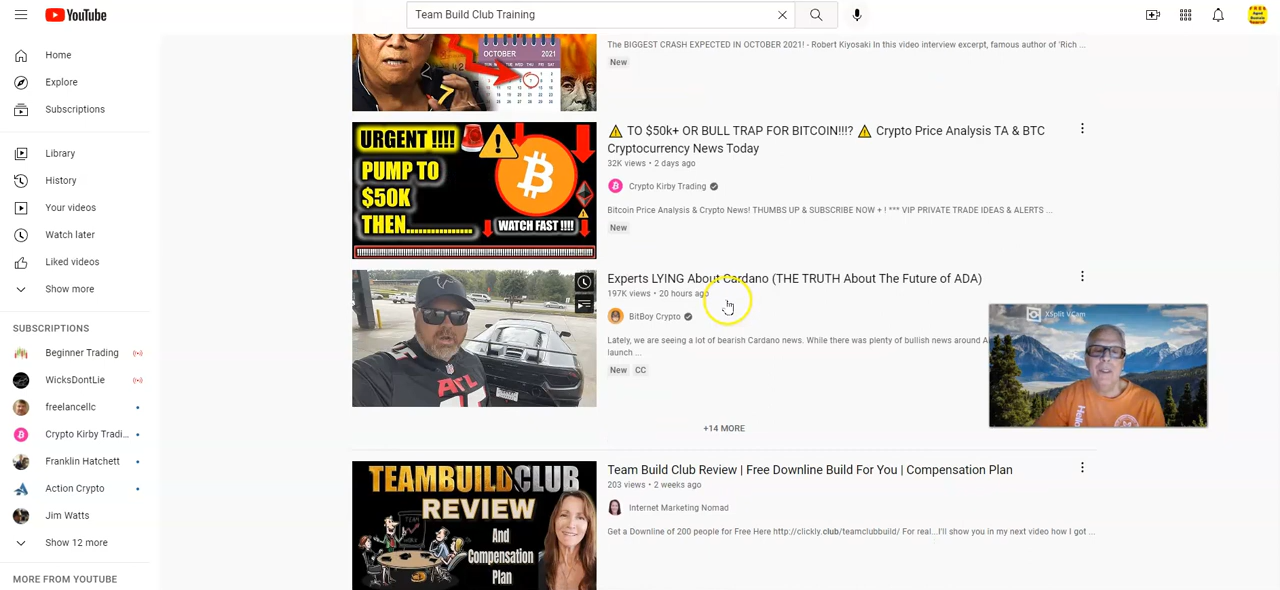 YouTube
Team Build Club Training
Home
Explore
Subscriptions
Library
History
Your videos
Watch later
Liked videos
Show more
SUBSCRIPTIONS
Beginner Trading
WicksDontLie
freelancellc
Crypto Kirby Tradi...
Franklin Hatchett
Action Crypto
Jim Watts
Show 12 more
MORE FROM YOUTUBE
OCTOBER 2021
7
The BIGGEST CRASH EXPECTED IN OCTOBER 2021! - Robert Kiyosaki In this video interview excerpt, famous author of 'Rich ...
New
URGENT !!!!
PUMP TO
$50K
THEN................
WATCH FAST !!!!
⚠ TO $50k+ OR BULL TRAP FOR BITCOIN!!!? ⚠ Crypto Price Analysis TA & BTC
Cryptocurrency News Today
32K views • 2 days ago
Crypto Kirby Trading
Bitcoin Price Analysis & Crypto News! THUMBS UP & SUBSCRIBE NOW + ! *** VIP PRIVATE TRADE IDEAS & ALERTS ...
New
ATL
Experts LYING About Cardano (THE TRUTH About The Future of ADA)
197K views • 20 hours ago
BitBoy Crypto
Lately, we are seeing a lot of bearish Cardano news. While there was plenty of bullish news around
launch ...
New
CC
XSplit VCam
Hello
+14 MORE
TEAMBUILDCLUB
REVIEW
And
Compensation
Plan
Team Build Club Review | Free Downline Build For You | Compensation Plan
203 views • 2 weeks ago
Internet Marketing Nomad
Get a Downline of 200 people for Free Here http://clickly.club/teamclubbuild/ For real...I'll show you in my next video how I got ...